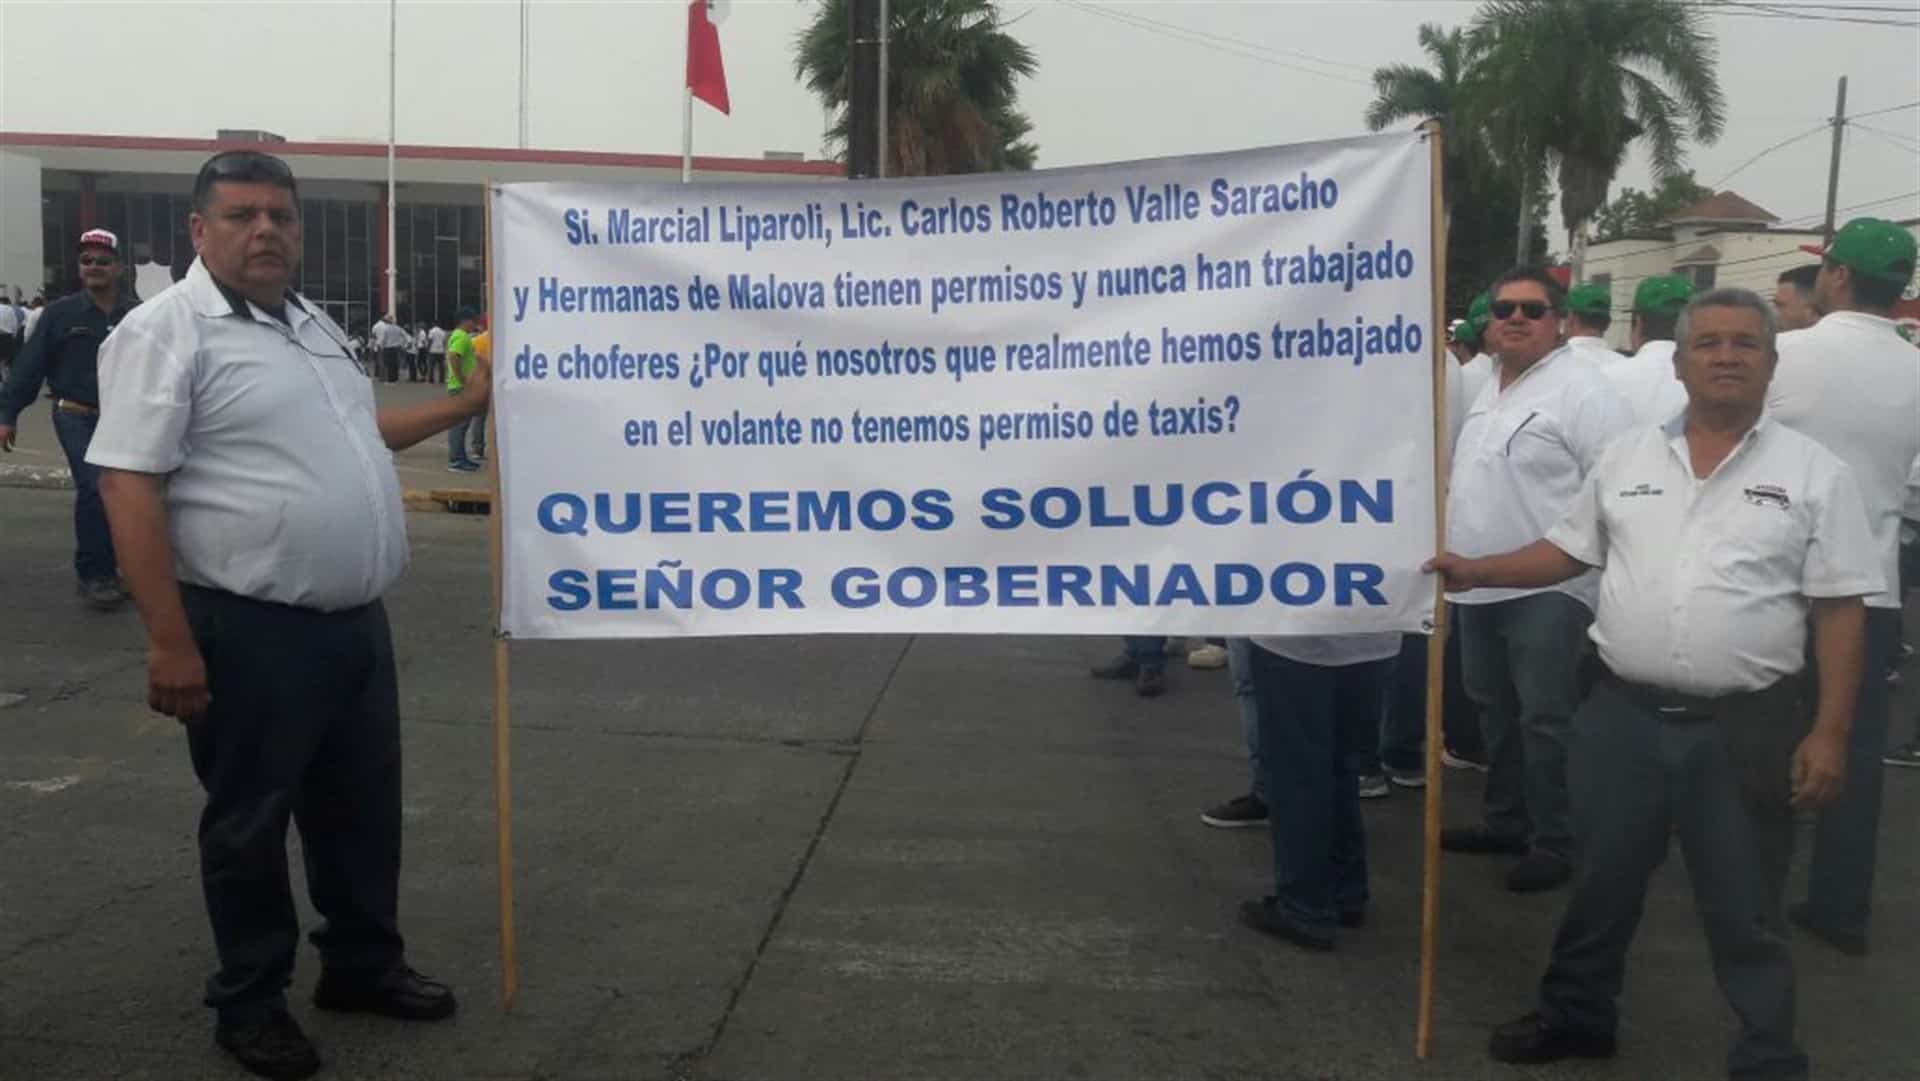 Si. Marcial Liparoli, Lic. Carlos Roberto Valle Saracho
y Hermanas de Malova tienen permisos y nunca han trabajado
de choferes ¿Por qué nosotros que realmente hemos trabajado
en el volante no tenemos permiso de taxis?
QUEREMOS SOLUCIÓN
SEÑOR GOBERNADOR